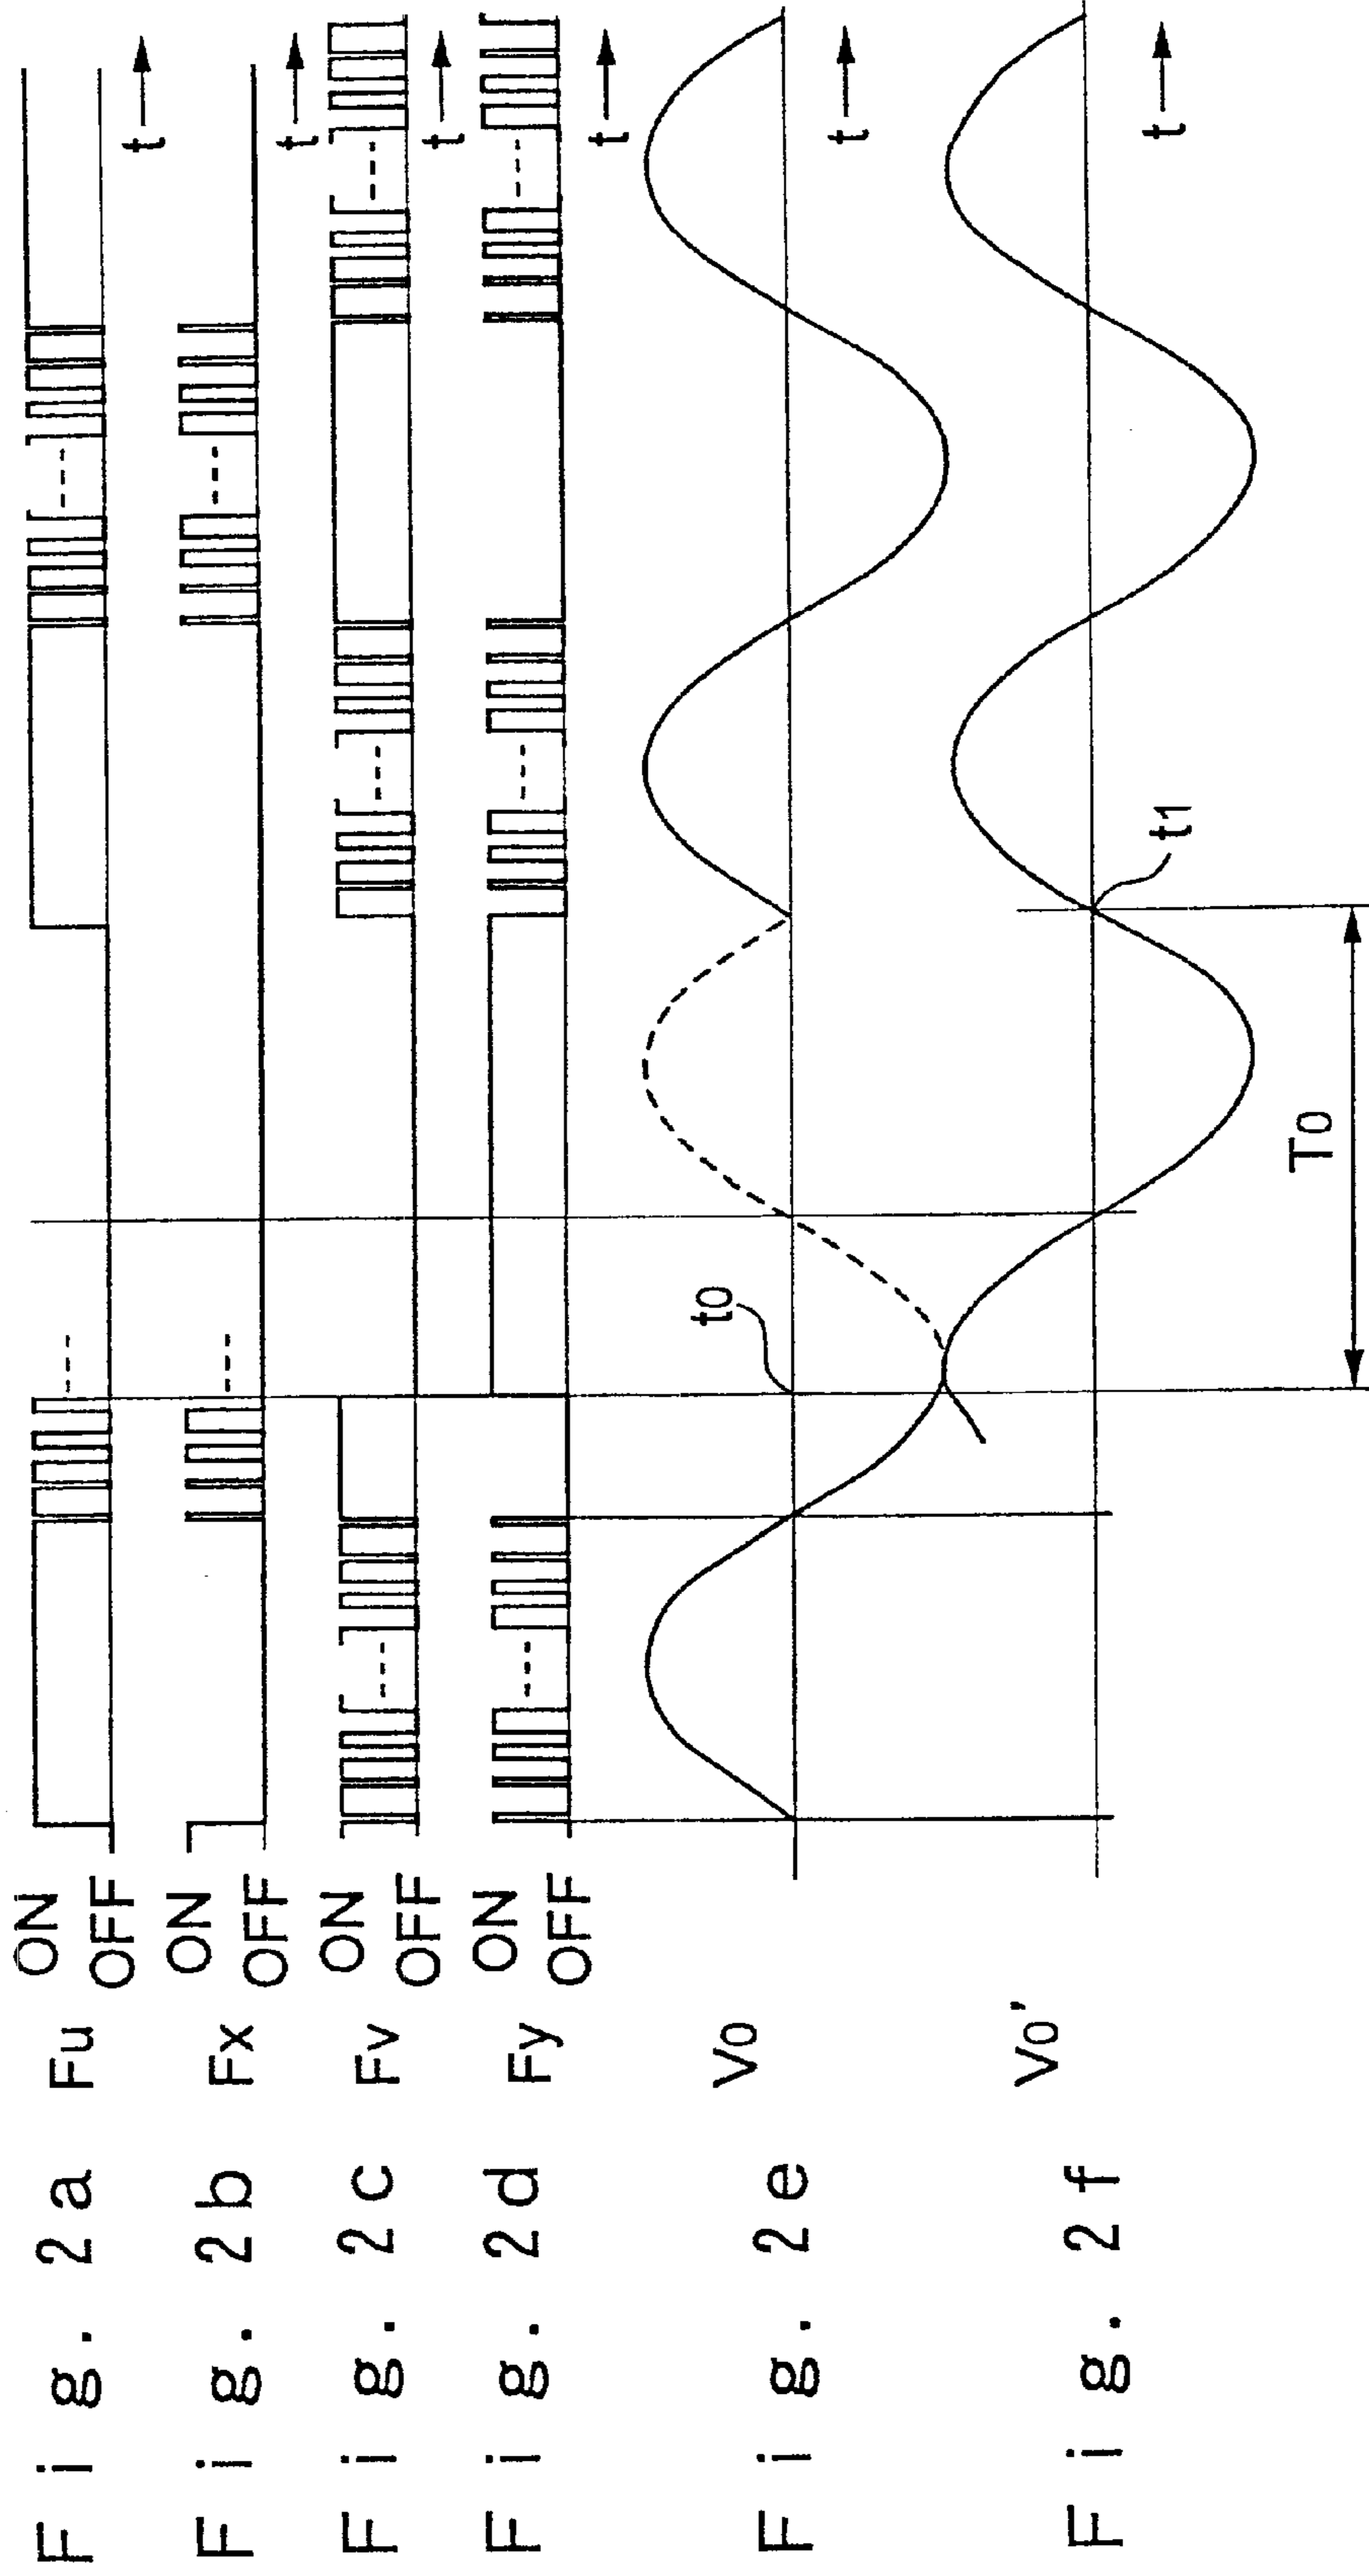 Fig. 2a Fu ON OFF t
Fig. 2b Fx ON OFF t
Fig. 2c Fv ON OFF t
Fig. 2d Fy ON OFF t
Fig. 2e Vo to t
Fig. 2f Vo' t1 t
To